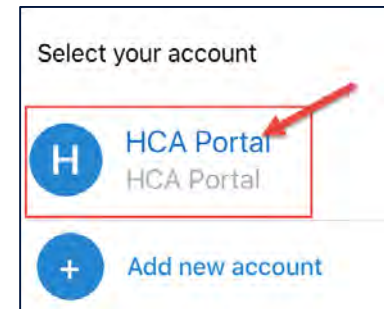 Select your account
H
HCA Portal
HCA Portal
+
Add new account